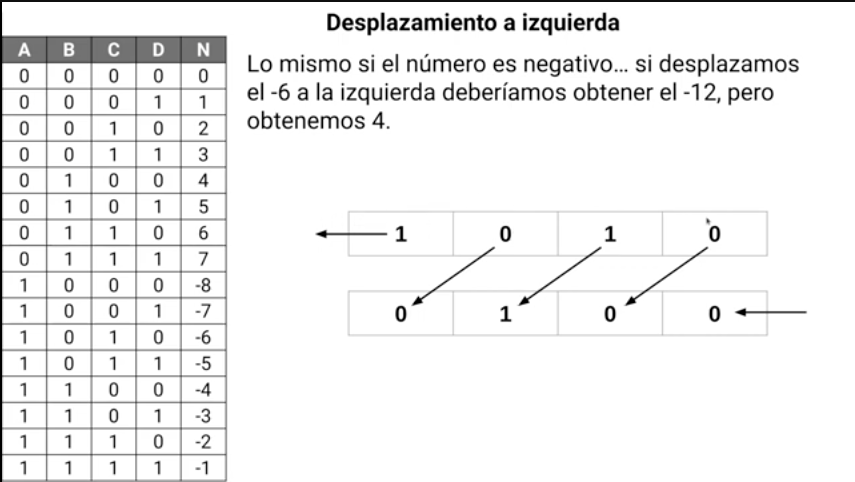 Desplazamiento a izquierda
Lo mismo si el número es negativo... si desplazamos
el -6 a la izquierda deberíamos obtener el -12, pero
obtenemos 4.
A B C D N
0 0 0 0 0
0 0 0 1 1
0 0 1 0 2
0 0 1 1 3
0 1 0 0 4
0 1 0 1 5
0 1 1 0 6
0 1 1 1 7
1 0 0 0 -8
1 0 0 1 -7
1 0 1 0 -6
1 0 1 1 -5
1 1 0 0 -4
1 1 0 1 -3
1 1 1 0 -2
1 1 1 1 -1
1 0 1 0
0 1 0 0